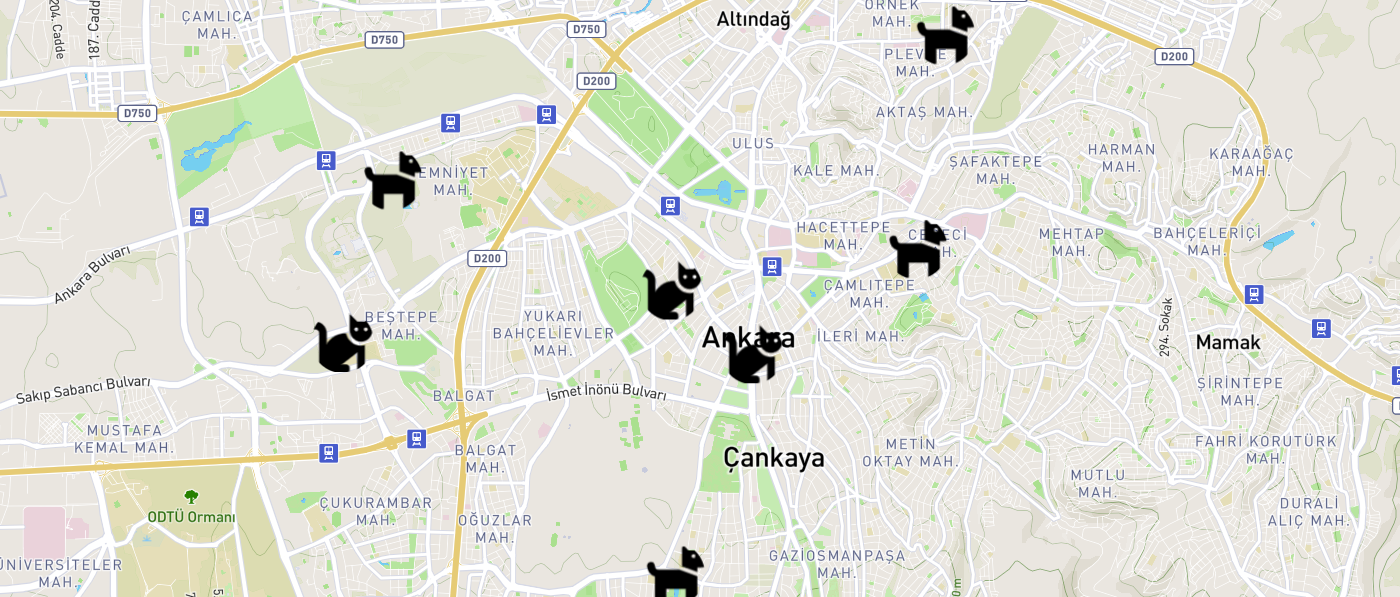 ÇAMLICA
MAH.
204. Cadde
187. Cadde
D750
D750
Altındağ
ÖRNEK
MAH.
MAH.
D200
D200
D750
AKTAŞ MAH.
ULUS
KALE MAH.
ŞAFAKTEPE
MAH.
HARMAN
MAH.
KARAAĞAÇ
MAH.
EMNİYET
MAH.
HACETTEPE
MAH.
MEHTAP
MAH.
BAHÇELERİÇİ
MAH.
D200
Ankara Bulvarı
ÇAMLITEPE
MAH.
BEŞTEPE
MAH.
YUKARI
BAHÇELİEVLER
MAH.
Ankara
İLERİ MAH.
294. Sokak
Mamak
Sakıp Sabancı Bulvarı
BALGAT
İsmet İnönü Bulvarı
ŞİRİNTEPE
MAH.
MUSTAFA
KEMAL MAH.
BALGAT
MAH.
Çankaya
METİN
OKTAY MAH.
FAHRİ KORUTÜRK
MAH.
MUTLU
MAH.
ODTÜ Ormanı
ÇUKURAMBAR
MAH.
OĞUZLAR
MAH.
DURALİ
ALIÇ MAH.
GAZİOSMANPAŞA
MAH.
ÜNİVERSİTELER
MAH.